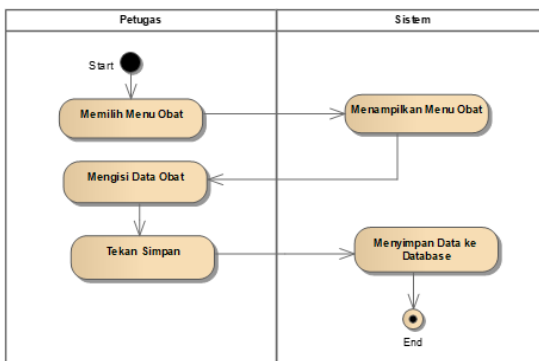 Petugas
Sistem
Start
Memilih Menu Obat
Menampilkan Menu Obat
Mengisi Data Obat
Tekan Simpan
Menyimpan Data ke
Database
End